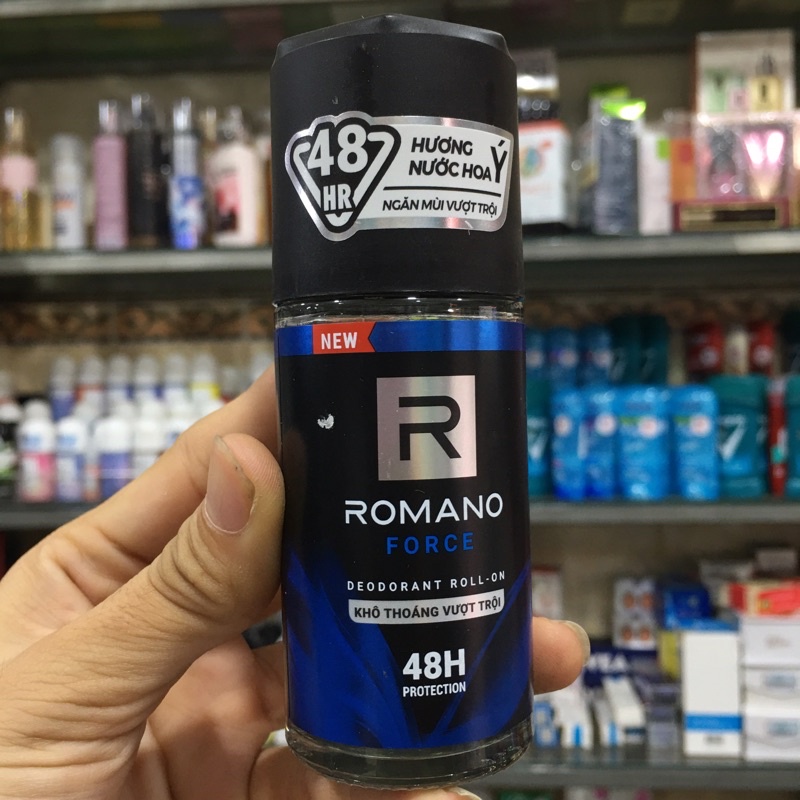 48
HR
HƯƠNG
NƯỚC HOA Ý
NGĂN MÙI VƯỢT TRỘI
NEW
R
ROMANO
FORCE
DEODORANT ROLL-ON
KHÔ THOÁNG VƯỢT TRỘI
48H
PROTECTION
NIVEA